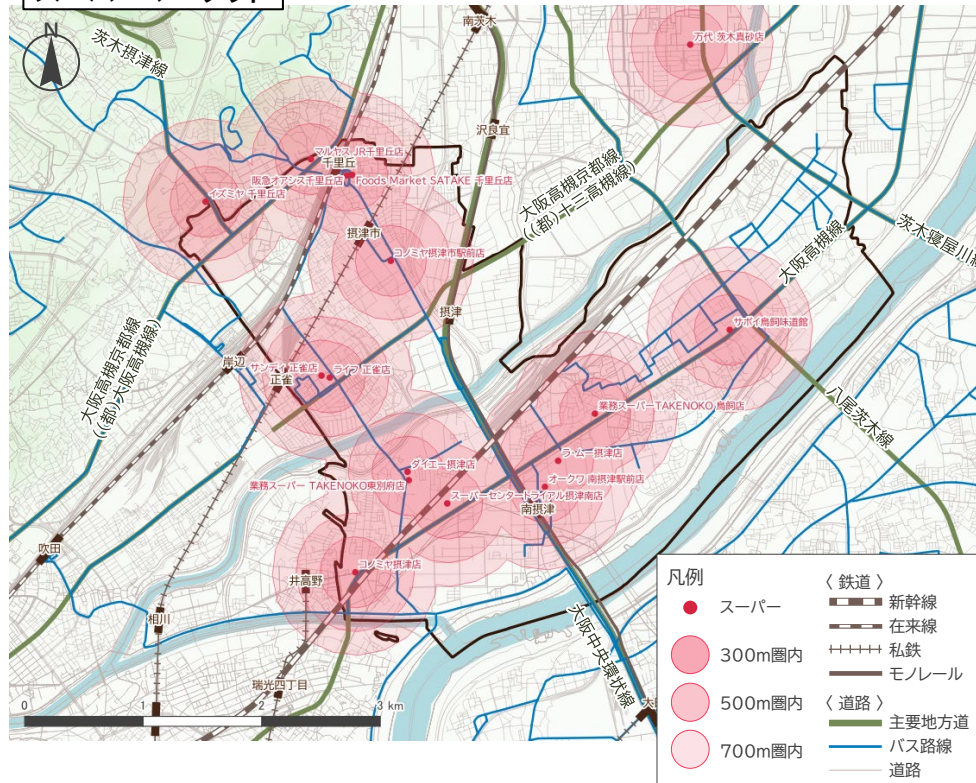 N
茨木摂津線
南茨木
万代 茨木真砂店
沢良宜
マルヤス JR千里丘店
千里丘
阪急オアシス千里丘店
Foods Market SATAKE 千里丘店
イズミヤ 千里丘店
大阪高槻京都線
((都)十三高槻線)
摂津市
コノミヤ摂津市駅前店
大阪高槻線
茨木寝屋川線
摂津
サボイ鳥飼味道館
大阪高槻京都線
((都)大阪高槻線)
岸辺
正雀
サンディ 正雀店
ライフ 正雀店
八尾茨木線
業務スーパーTAKENOKO 鳥飼店
ダイエー摂津店
ラ・ムー摂津店
業務スーパー TAKENOKO東別府店
オークワ 南摂津駅前店
スーパーセンタートライアル摂津南店
南摂津
吹田
コノミヤ摂津店
井高野
相川
大阪中央環状線
瑞光四丁目
0 1 2 3 km
凡例
スーパー
300m圏内
500m圏内
700m圏内
〈 鉄道 〉
新幹線
在来線
私鉄
モノレール
〈 道路 〉
主要地方道
バス路線
道路